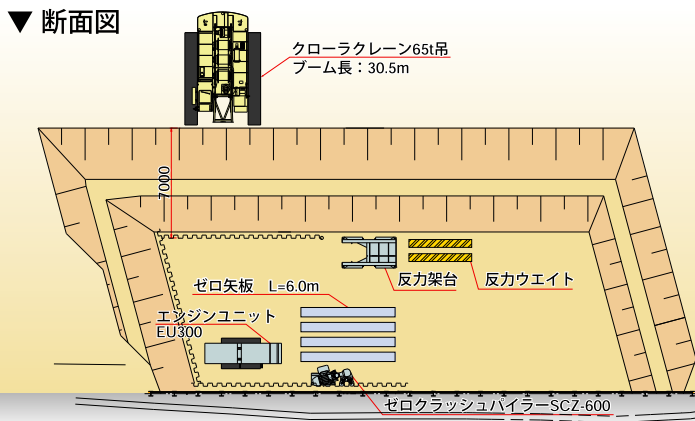 ▼ 断面図
クローラクレーン65t吊
ブーム長：30.5m
7000
反力架台
反力ウエイト
ゼロ矢板　L=6.0m
エンジンユニット
EU300
ゼロクラッシュパイラーSCZ-600